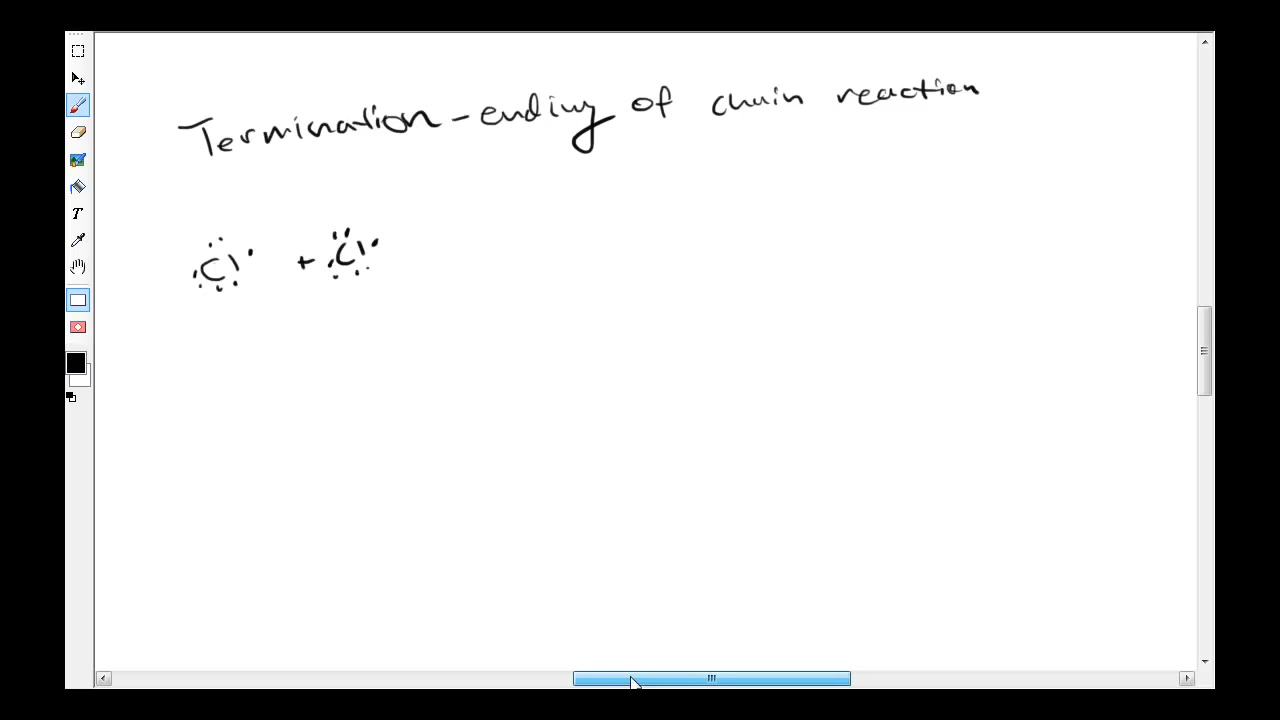 Termination - ending of chain reaction
Cl + Cl